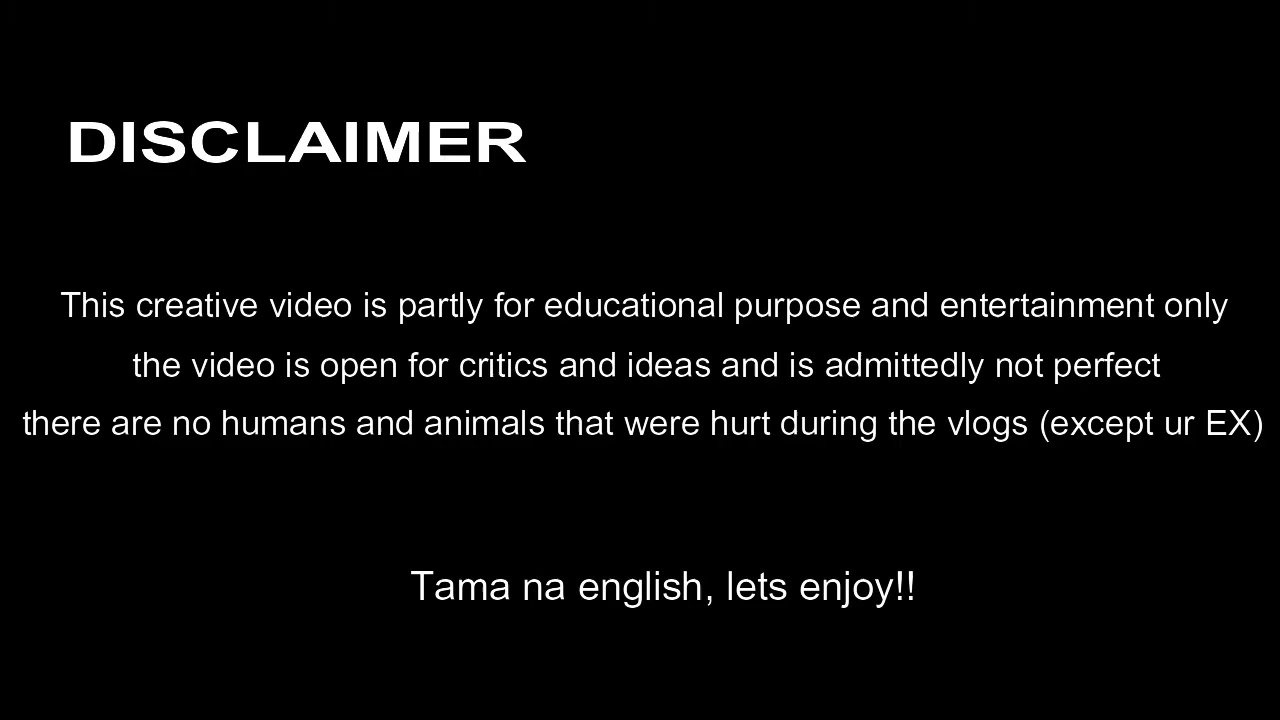 DISCLAIMER
This creative video is partly for educational purpose and entertainment only
the video is open for critics and ideas and is admittedly not perfect
there are no humans and animals that were hurt during the vlogs (except ur EX)
Tama na english, lets enjoy!!